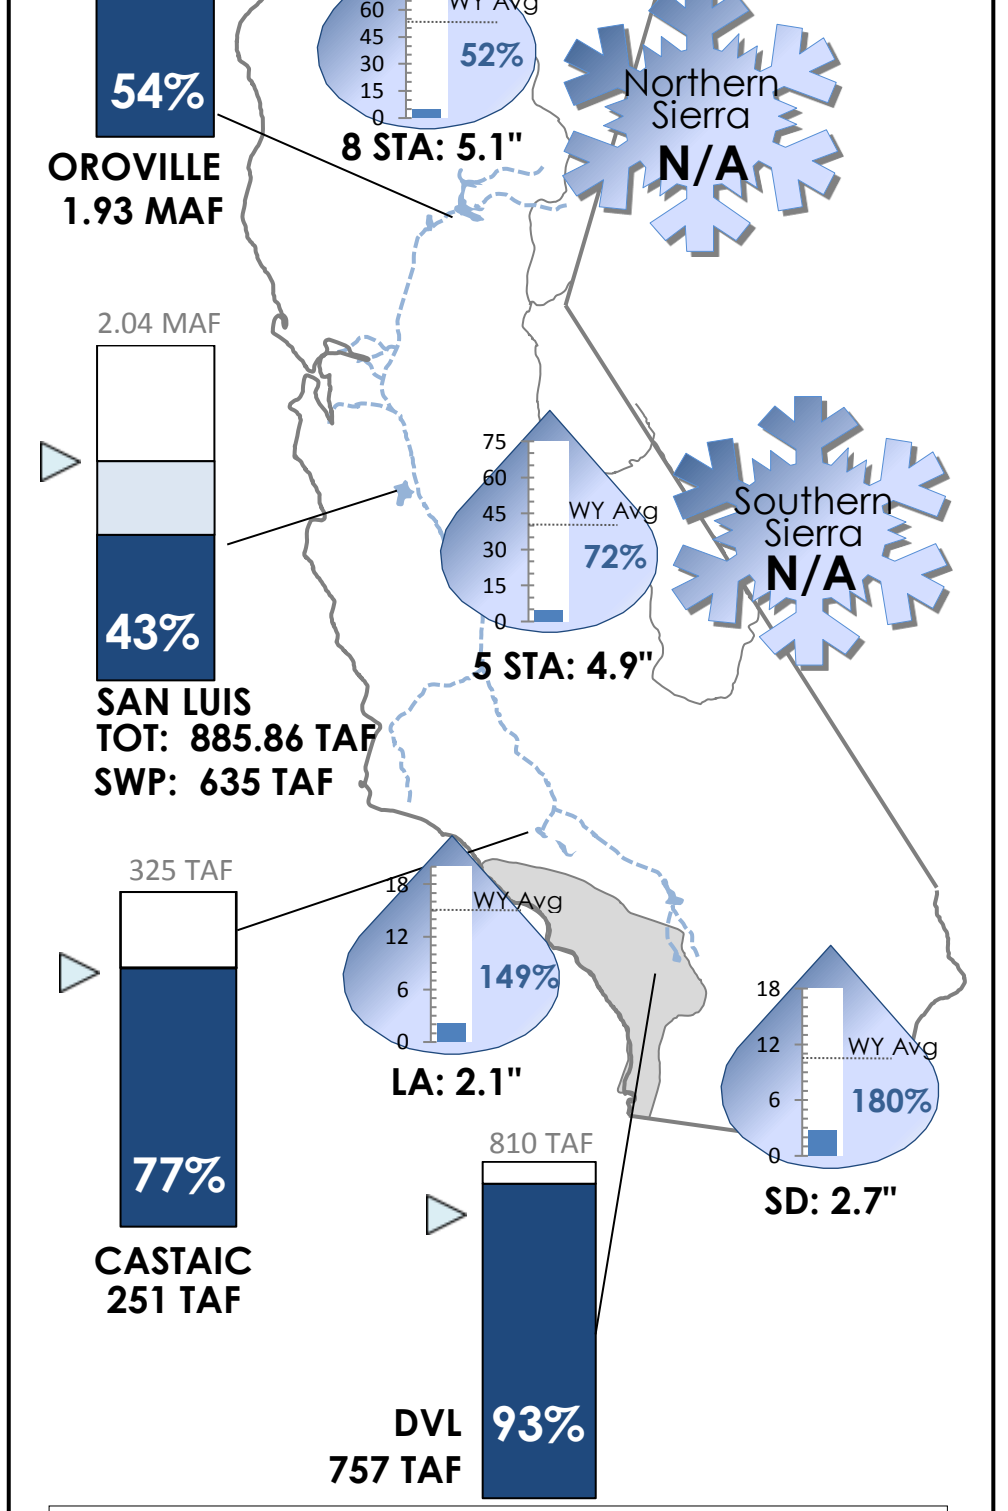 60
45
30
15
0
WY Avg
52%
8 STA: 5.1"
54%
OROVILLE
1.93 MAF
Northern
Sierra
N/A
2.04 MAF
43%
SAN LUIS
TOT: 885.86 TAF
SWP: 635 TAF
75
60
45
30
15
0
WY Avg
72%
5 STA: 4.9"
Southern
Sierra
N/A
325 TAF
77%
CASTAIC
251 TAF
18
12
6
0
WY Avg
149%
LA: 2.1"
18
12
6
0
WY Avg
180%
SD: 2.7"
810 TAF
93%
DVL
757 TAF